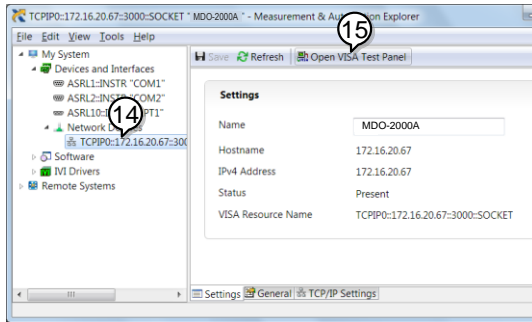 TCPIP0::172.16.20.67::3000::SOCKET " MDO-2000A " - Measurement & Explorer
File Edit View Tools Help
My System
Devices and Interfaces
ASRL1::INSTR "COM1"
ASRL2::INSTR "COM2"
Network
TCPIP0::172.16.20.67::300
Software
IVI Drivers
Remote Systems
14
15
Save Refresh Open VISA Test Panel
Settings
Name MDO-2000A
Hostname 172.16.20.67
IPv4 Address 172.16.20.67
Status Present
VISA Resource Name TCPIP0::172.16.20.67::3000::SOCKET
Settings General TCP/IP Settings